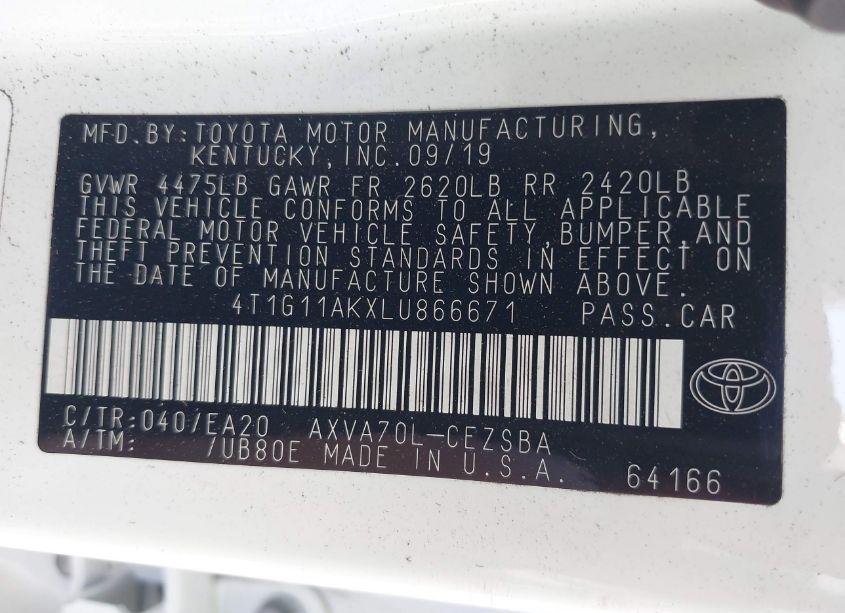 MFD.BY:TOYOTA MOTOR MANUFACTURING,
KENTUCKY,INC.09/19
GVWR 4475LB GAWR FR 2620LB RR 2420LB
THIS VEHICLE CONFORMS TO ALL APPLICABLE
FEDERAL MOTOR VEHICLE SAFETY,BUMPER,AND
THEFT PREVENTION STANDARDS IN EFFECT ON
THE DATE OF MANUFACTURE SHOWN ABOVE.
4T1G11AKXLU866671 PASS.CAR
C/TR:040/EA20 AXVA70L-CEZSBA
A/TM: /UB80E MADE IN U.S.A. 64166